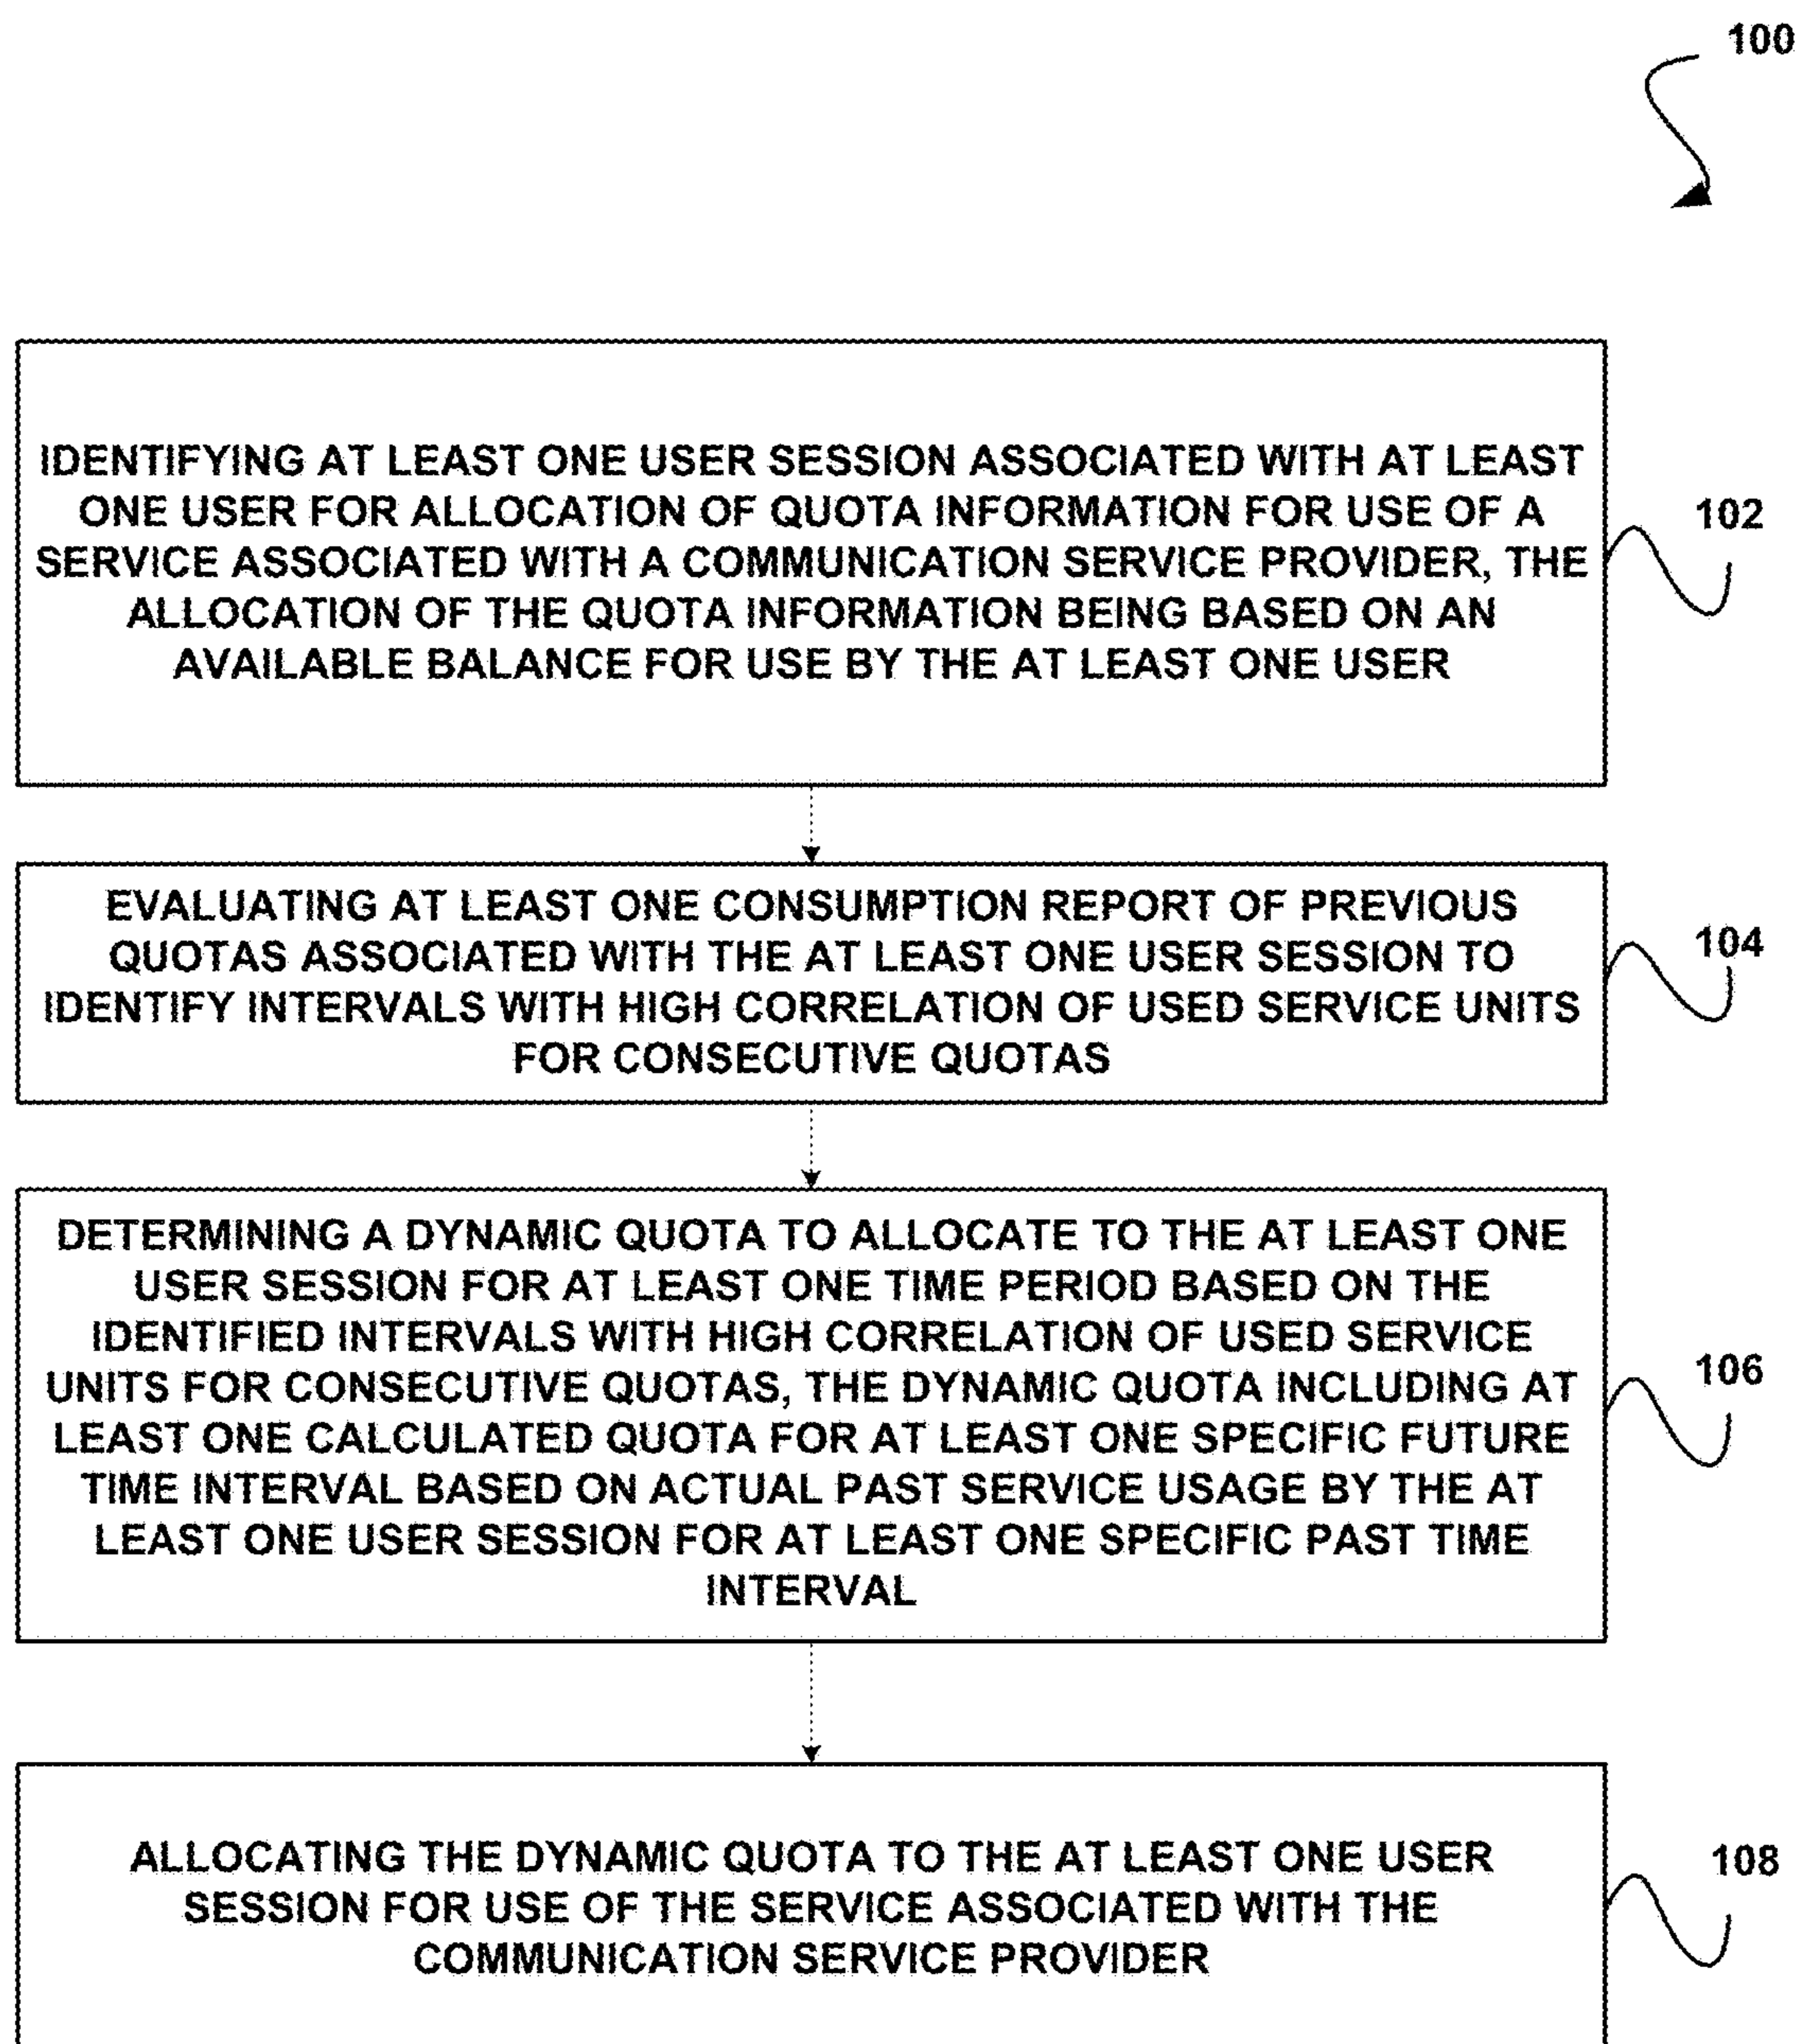 100
IDENTIFYING AT LEAST ONE USER SESSION ASSOCIATED WITH AT LEAST
ONE USER FOR ALLOCATION OF QUOTA INFORMATION FOR USE OF A
SERVICE ASSOCIATED WITH A COMMUNICATION SERVICE PROVIDER, THE
ALLOCATION OF THE QUOTA INFORMATION BEING BASED ON AN
AVAILABLE BALANCE FOR USE BY THE AT LEAST ONE USER
102
EVALUATING AT LEAST ONE CONSUMPTION REPORT OF PREVIOUS
QUOTAS ASSOCIATED WITH THE AT LEAST ONE USER SESSION TO
IDENTIFY INTERVALS WITH HIGH CORRELATION OF USED SERVICE UNITS
FOR CONSECUTIVE QUOTAS
104
DETERMINING A DYNAMIC QUOTA TO ALLOCATE TO THE AT LEAST ONE
USER SESSION FOR AT LEAST ONE TIME PERIOD BASED ON THE
IDENTIFIED INTERVALS WITH HIGH CORRELATION OF USED SERVICE
UNITS FOR CONSECUTIVE QUOTAS, THE DYNAMIC QUOTA INCLUDING AT
LEAST ONE CALCULATED QUOTA FOR AT LEAST ONE SPECIFIC FUTURE
TIME INTERVAL BASED ON ACTUAL PAST SERVICE USAGE BY THE AT
LEAST ONE USER SESSION FOR AT LEAST ONE SPECIFIC PAST TIME
INTERVAL
106
ALLOCATING THE DYNAMIC QUOTA TO THE AT LEAST ONE USER
SESSION FOR USE OF THE SERVICE ASSOCIATED WITH THE
COMMUNICATION SERVICE PROVIDER
108